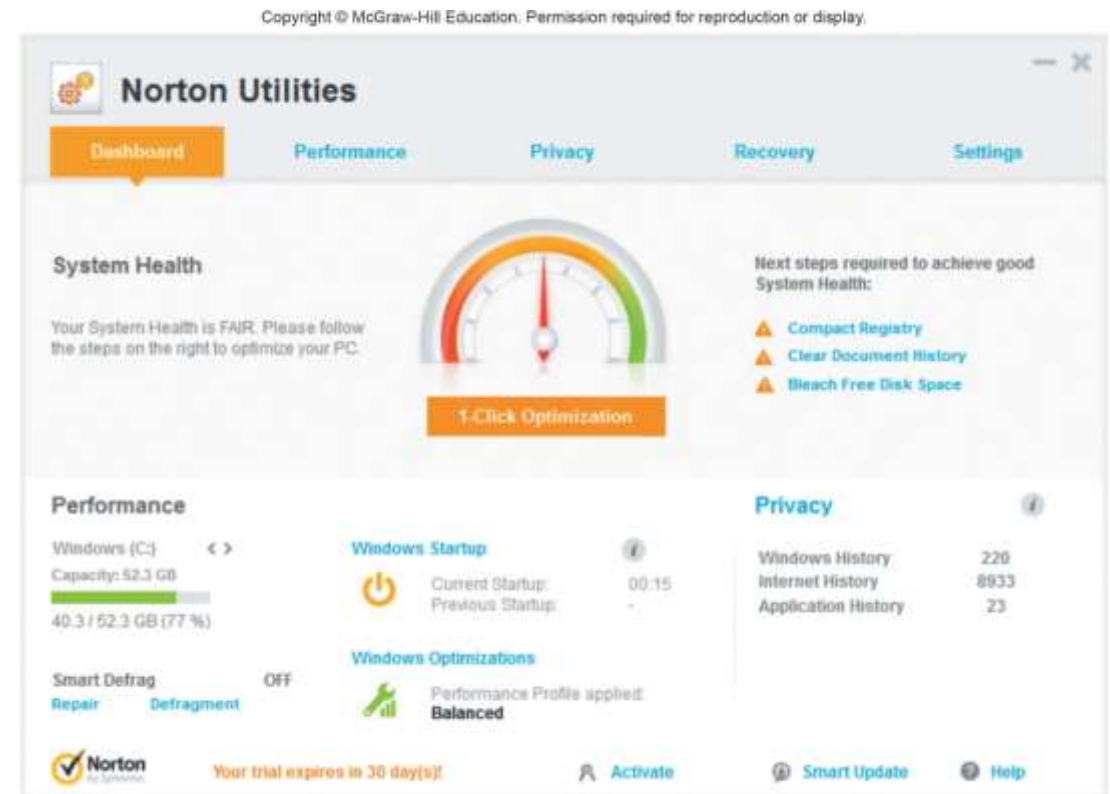 Copyright © McGraw-Hill Education. Permission required for reproduction or display.
Norton Utilities
Dashboard
Performance
Privacy
Recovery
Settings
System Health
Your System Health is FAIR. Please follow
the steps on the right to optimize your PC.
1-Click Optimization
Next steps required to achieve good
System Health:
Compact Registry
Clear Document History
Bleach Free Disk Space
Performance
Windows (C:) < >
Capacity: 52.3 GB
40.3 / 52.3 GB (77 %)
Smart Defrag OFF
Repair Defragment
Windows Startup
Current Startup: 00:15
Previous Startup: -
Windows Optimizations
Performance Profile applied:
Balanced
Privacy
Windows History 220
Internet History 8933
Application History 23
Norton
by Symantec
Your trial expires in 30 day(s)!
Activate
Smart Update
Help